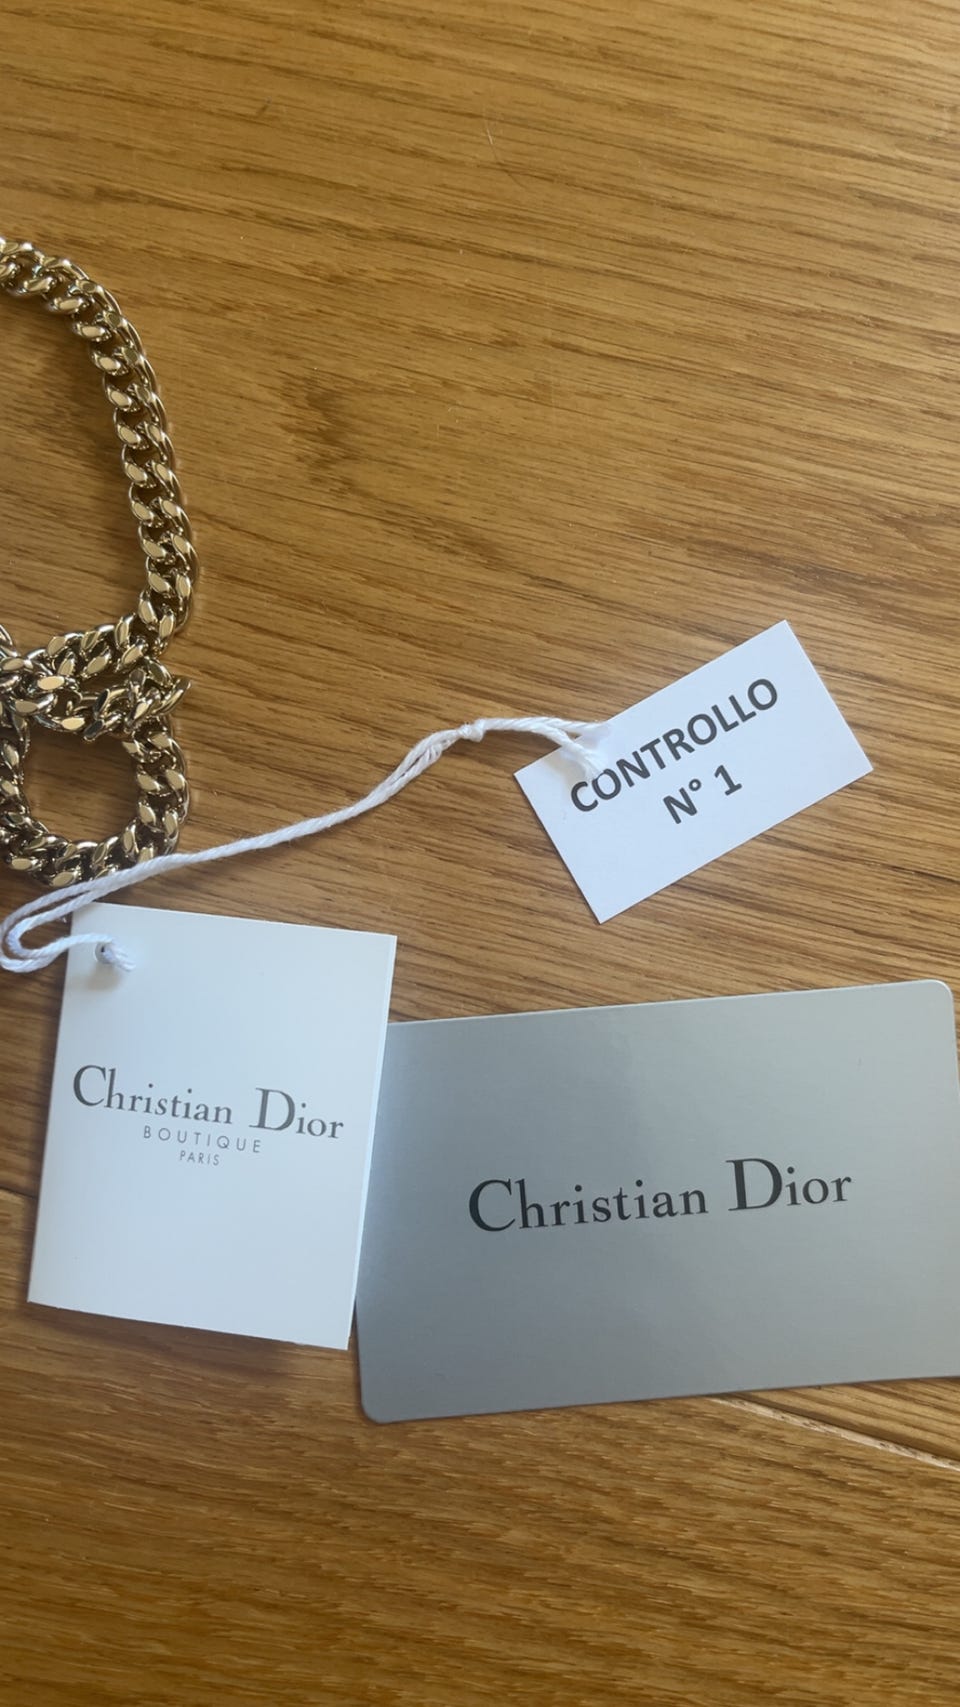 CONTROLLO
N° 1
Christian Dior
BOUTIQUE
PARIS
Christian Dior